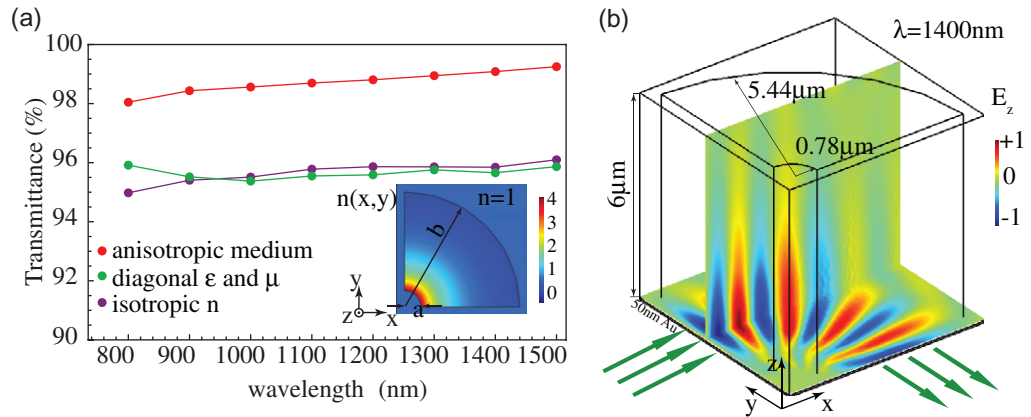 (a)
Transmittance (%)
100
98
96
94
92
90
anisotropic medium
diagonal ε and μ
isotropic n
n(x,y)
n=1
b
a
y
z
x
4
3
2
1
0
800 900 1000 1100 1200 1300 1400 1500
wavelength (nm)
(b)
λ=1400nm
5.44μm
0.78μm
6μm
50nm Au
E_z
+1
0
-1
z
y
x